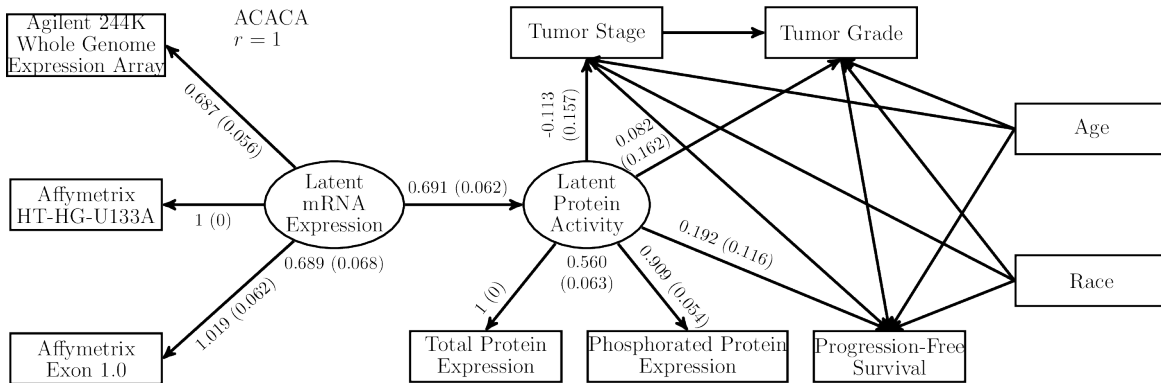 Agilent 244K
Whole Genome
Expression Array
ACACA
r = 1
Tumor Stage
Tumor Grade
0.687 (0.056)
-0.113
(0.157)
0.082
(0.162)
Age
Affymetrix
HT-HG-U133A
1 (0)
Latent
mRNA
Expression
0.691 (0.062)
Latent
Protein
Activity
0.689 (0.068)
0.560
(0.063)
0.192 (0.116)
Race
1.019 (0.062)
1 (0)
0.909 (0.054)
Affymetrix
Exon 1.0
Total Protein
Expression
Phosphorated Protein
Expression
Progression-Free
Survival